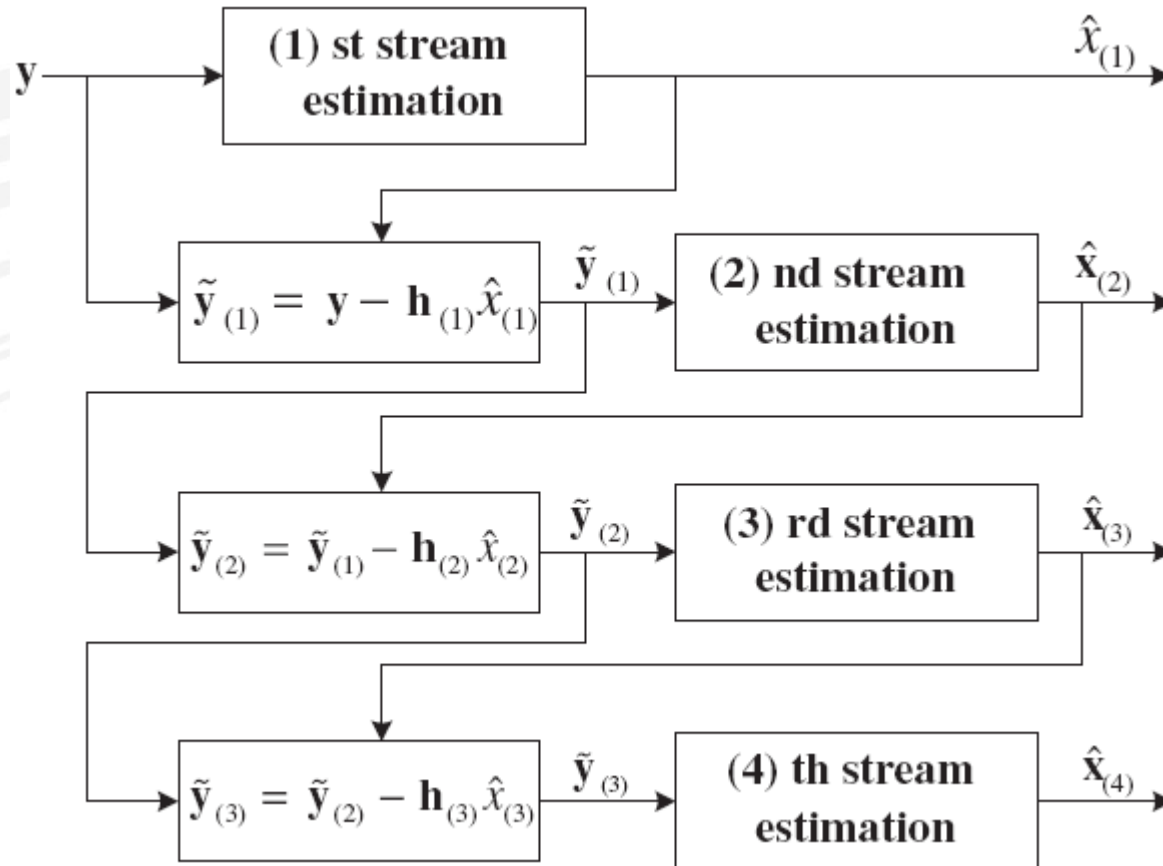 (1) st stream
estimation
x̂(1)
y
ỹ(1) = y − h(1)x̂(1)
ỹ(1)
(2) nd stream
estimation
x̂(2)
ỹ(2) = ỹ(1) − h(2)x̂(2)
ỹ(2)
(3) rd stream
estimation
x̂(3)
ỹ(3) = ỹ(2) − h(3)x̂(3)
ỹ(3)
(4) th stream
estimation
x̂(4)